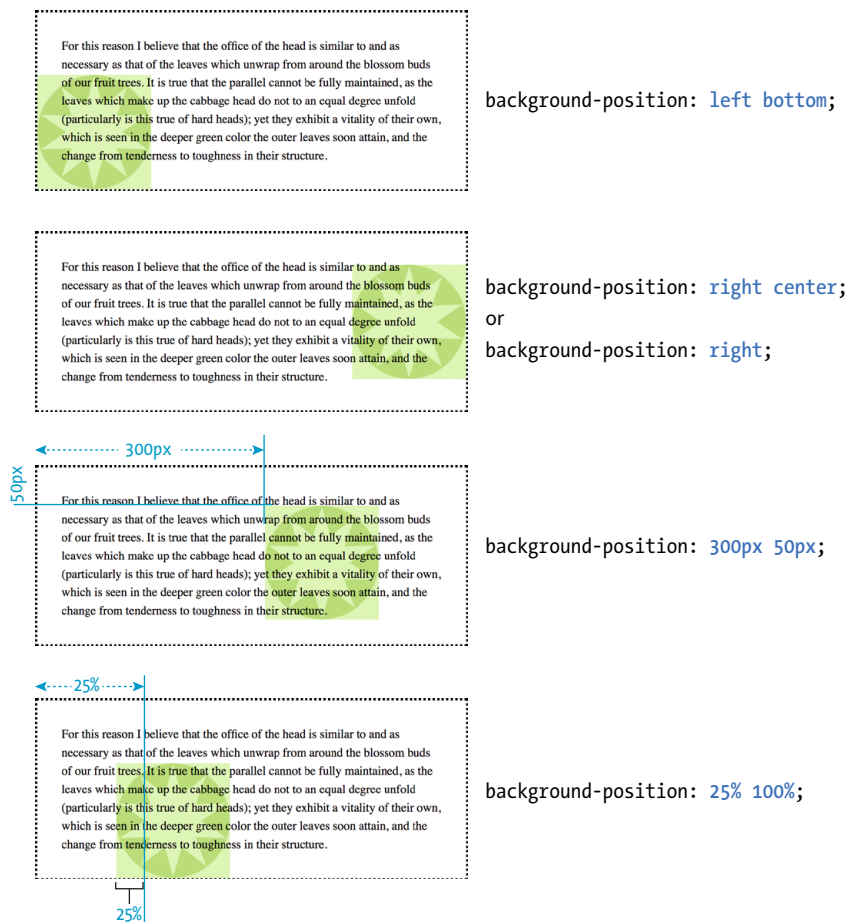 For this reason I believe that the office of the head is similar to and as
necessary as that of the leaves which unwrap from around the blossom buds
of our fruit trees. It is true that the parallel cannot be fully maintained, as the
leaves which make up the cabbage head do not to an equal degree unfold
(particularly is this true of hard heads); yet they exhibit a vitality of their own,
which is seen in the deeper green color the outer leaves soon attain, and the
change from tenderness to toughness in their structure.
background-position: left bottom;
For this reason I believe that the office of the head is similar to and as
necessary as that of the leaves which unwrap from around the blossom buds
of our fruit trees. It is true that the parallel cannot be fully maintained, as the
leaves which make up the cabbage head do not to an equal degree unfold
(particularly is this true of hard heads); yet they exhibit a vitality of their own,
which is seen in the deeper green color the outer leaves soon attain, and the
change from tenderness to toughness in their structure.
background-position: right center;
or
background-position: right;
300px
50px
For this reason I believe that the office of the head is similar to and as
necessary as that of the leaves which unwrap from around the blossom buds
of our fruit trees. It is true that the parallel cannot be fully maintained, as the
leaves which make up the cabbage head do not to an equal degree unfold
(particularly is this true of hard heads); yet they exhibit a vitality of their own,
which is seen in the deeper green color the outer leaves soon attain, and the
change from tenderness to toughness in their structure.
background-position: 300px 50px;
25%
For this reason I believe that the office of the head is similar to and as
necessary as that of the leaves which unwrap from around the blossom buds
of our fruit trees. It is true that the parallel cannot be fully maintained, as the
leaves which make up the cabbage head do not to an equal degree unfold
(particularly is this true of hard heads); yet they exhibit a vitality of their own,
which is seen in the deeper green color the outer leaves soon attain, and the
change from tenderness to toughness in their structure.
background-position: 25% 100%;
25%